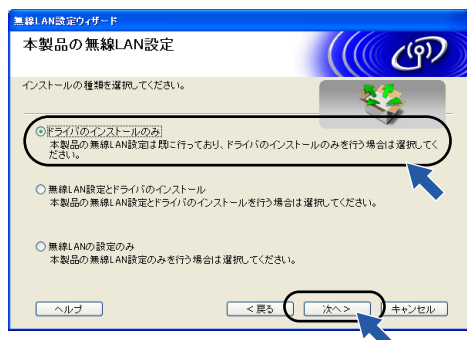 無線LAN設定ウィザード
本製品の無線LAN設定
インストールの種類を選択してください。
ドライバのインストールのみ
本製品の無線LAN設定は既に行っており、ドライバのインストールのみを行う場合は選択してく
ださい。
無線LAN設定とドライバのインストール
本製品の無線LAN設定とドライバのインストールを行う場合は選択してください。
無線LANの設定のみ
本製品の無線LAN設定のみを行う場合は選択してください。
ヘルプ
<戻る
次へ>
キャンセル